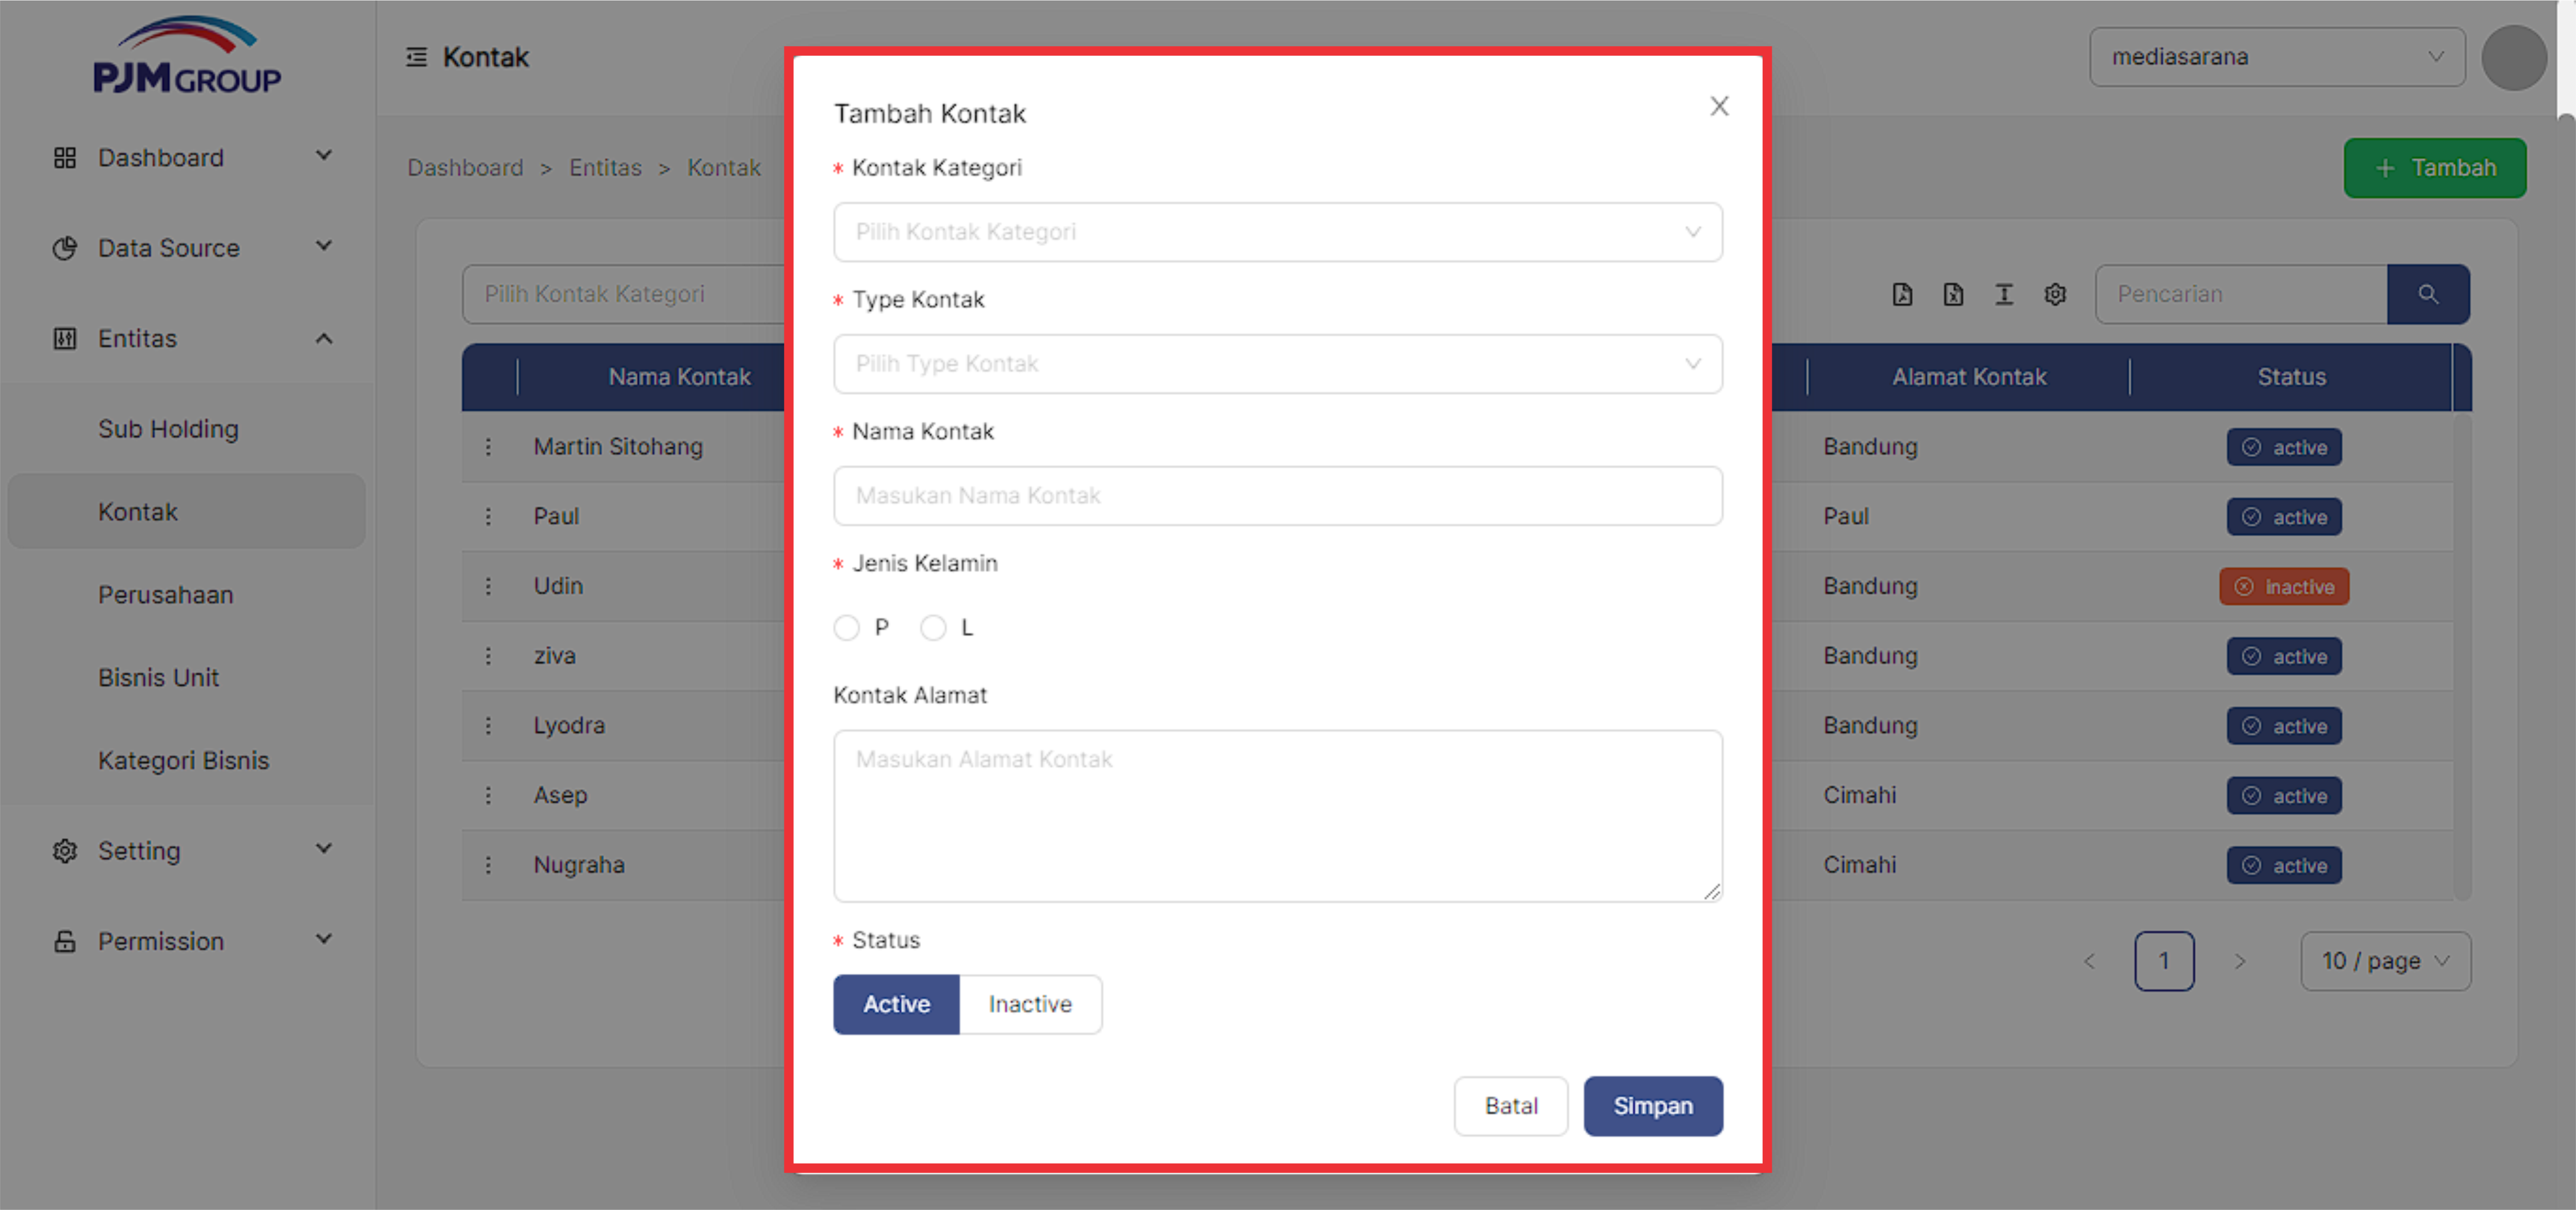 PJM GROUP
Kontak
mediasarana
Dashboard
Data Source
Entitas
Sub Holding
Kontak
Perusahaan
Bisnis Unit
Kategori Bisnis
Setting
Permission
Dashboard > Entitas > Kontak
+ Tambah
Pilih Kontak Kategori
Pencarian
Nama Kontak
Alamat Kontak
Status
Martin Sitohang
Bandung
active
Paul
Paul
active
Udin
Bandung
inactive
ziva
Bandung
active
Lyodra
Bandung
active
Asep
Cimahi
active
Nugraha
Cimahi
active
< 1 >
10 / page
Tambah Kontak
* Kontak Kategori
Pilih Kontak Kategori
* Type Kontak
Pilih Type Kontak
* Nama Kontak
Masukan Nama Kontak
* Jenis Kelamin
P L
Kontak Alamat
Masukan Alamat Kontak
* Status
Active Inactive
Batal Simpan